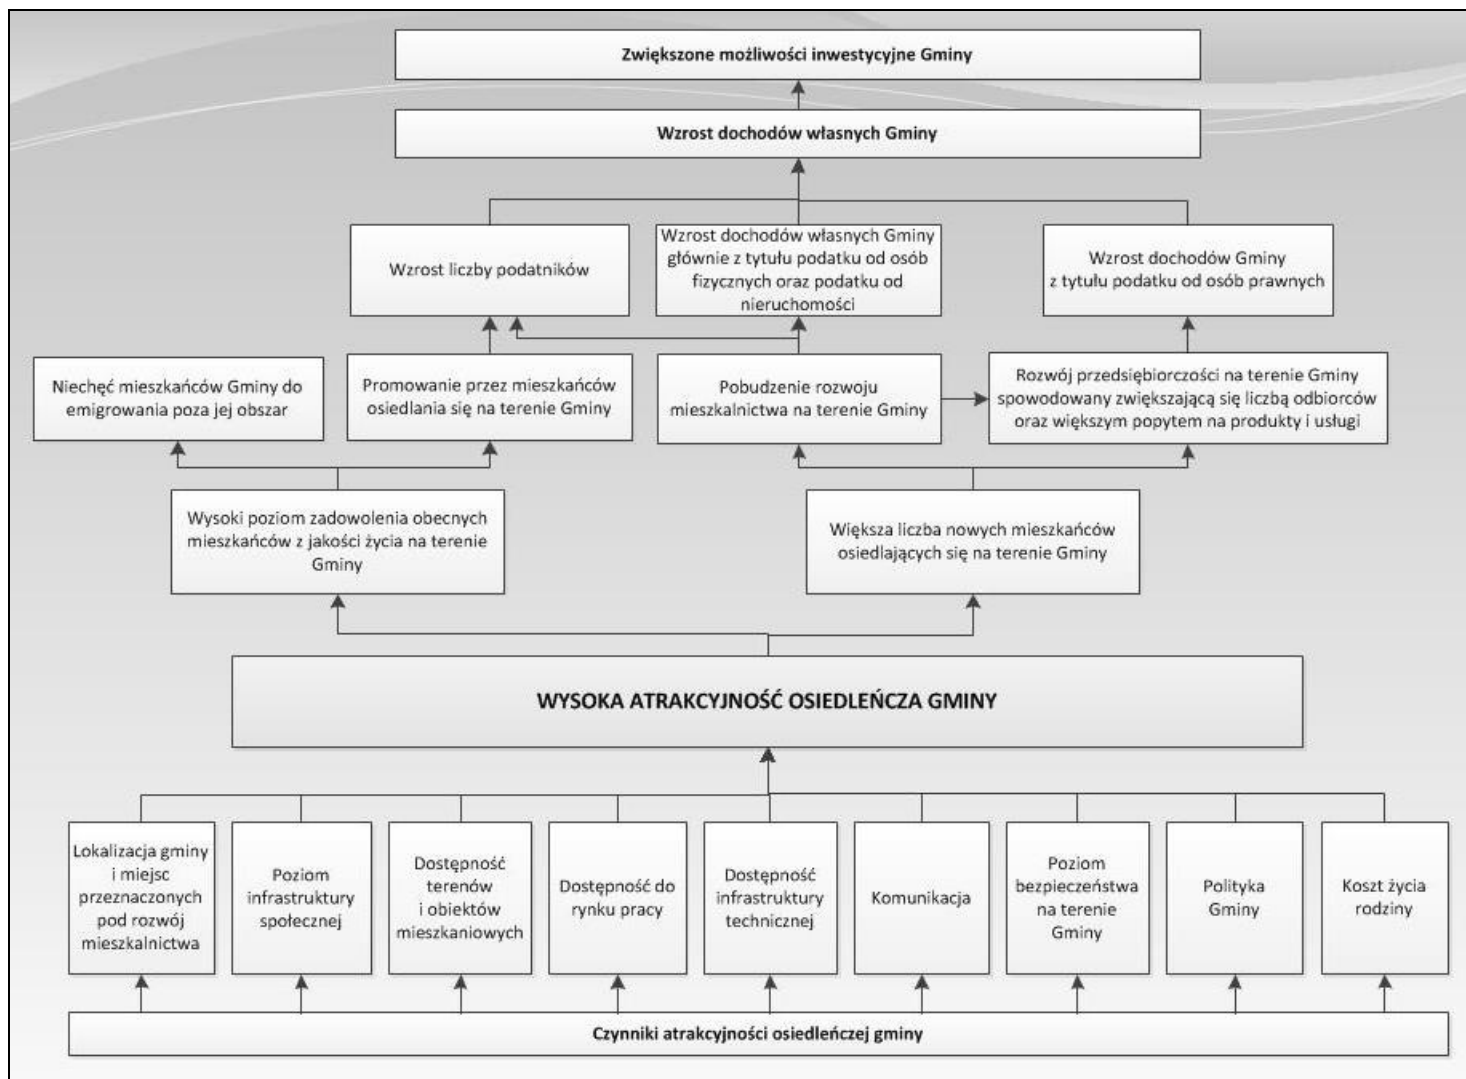 Zwiększone możliwości inwestycyjne Gminy
Wzrost dochodów własnych Gminy
Wzrost liczby podatników
Wzrost dochodów własnych Gminy
głównie z tytułu podatku od osób
fizycznych oraz podatku od
nieruchomości
Wzrost dochodów Gminy
z tytułu podatku od osób prawnych
Niechęć mieszkańców Gminy do
emigrowania poza jej obszar
Promowanie przez mieszkańców
osiedlania się na terenie Gminy
Pobudzenie rozwoju
mieszkalnictwa na terenie Gminy
Rozwój przedsiębiorczości na terenie Gminy
spowodowany zwiększającą się liczbą odbiorców
oraz większym popytem na produkty i usługi
Wysoki poziom zadowolenia obecnych
mieszkańców z jakości życia na terenie
Gminy
Większa liczba nowych mieszkańców
osiedlających się na terenie Gminy
WYSOKA ATRAKCYJNOŚĆ OSIEDLEŃCZA GMINY
Lokalizacja gminy
i miejsc
przeznaczonych
pod rozwój
mieszkalnictwa
Poziom
infrastruktury
społecznej
Dostępność
terenów
i obiektów
mieszkaniowych
Dostępność do
rynku pracy
Dostępność
infrastruktury
technicznej
Komunikacja
Poziom
bezpieczeństwa
na terenie
Gminy
Polityka
Gminy
Koszt życia
rodziny
Czynniki atrakcyjności osiedleńczej gminy